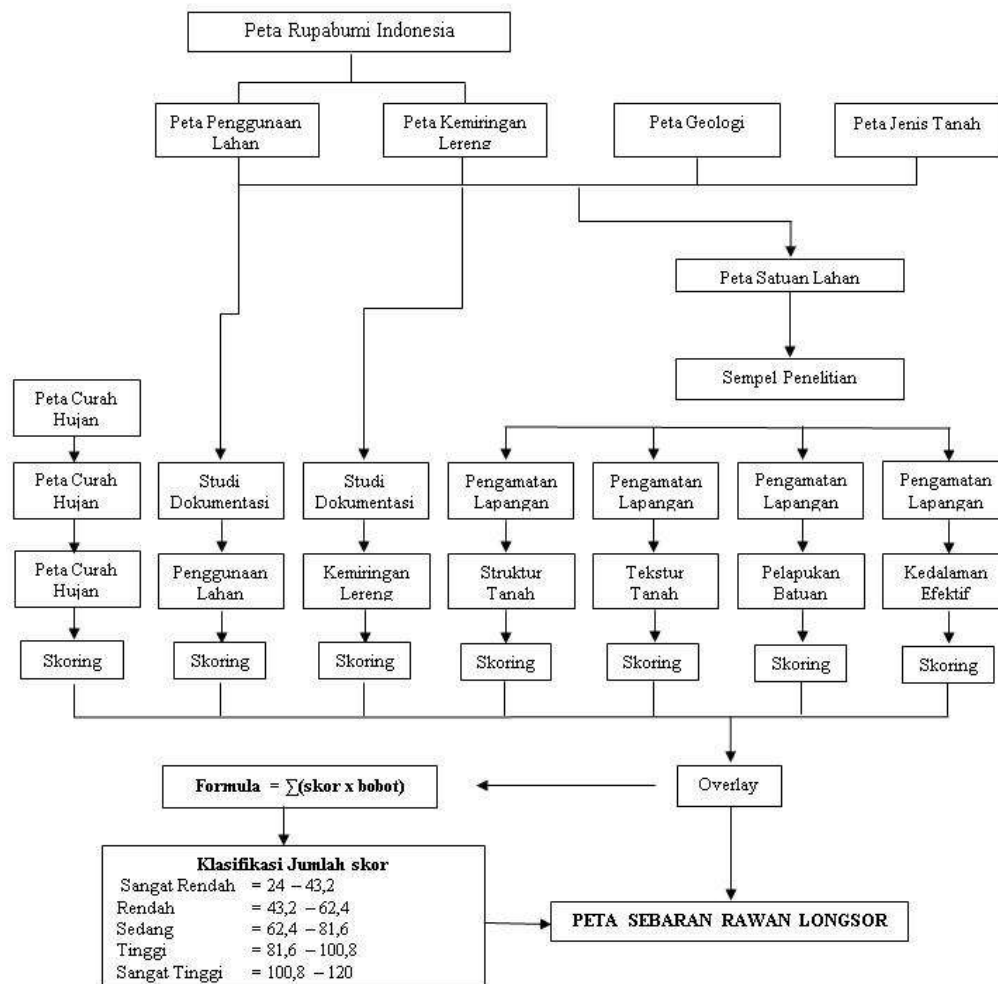 Peta Rupabumi Indonesia
Peta Penggunaan
Lahan
Peta Kemiringan
Lereng
Peta Geologi
Peta Jenis Tanah
Peta Satuan Lahan
Sempel Penelitian
Peta Curah
Hujan
Peta Curah
Hujan
Studi
Dokumentasi
Studi
Dokumentasi
Pengamatan
Lapangan
Pengamatan
Lapangan
Pengamatan
Lapangan
Pengamatan
Lapangan
Peta Curah
Hujan
Penggunaan
Lahan
Kemiringan
Lereng
Struktur
Tanah
Tekstur
Tanah
Pelapukan
Batuan
Kedalaman
Efektif
Skoring
Skoring
Skoring
Skoring
Skoring
Skoring
Skoring
Formula = ∑(skor x bobot)
Overlay
Klasifikasi Jumlah skor
Sangat Rendah = 24 – 43,2
Rendah = 43,2 – 62,4
Sedang = 62,4 – 81,6
Tinggi = 81,6 – 100,8
Sangat Tinggi = 100,8 – 120
PETA SEBARAN RAWAN LONGSOR